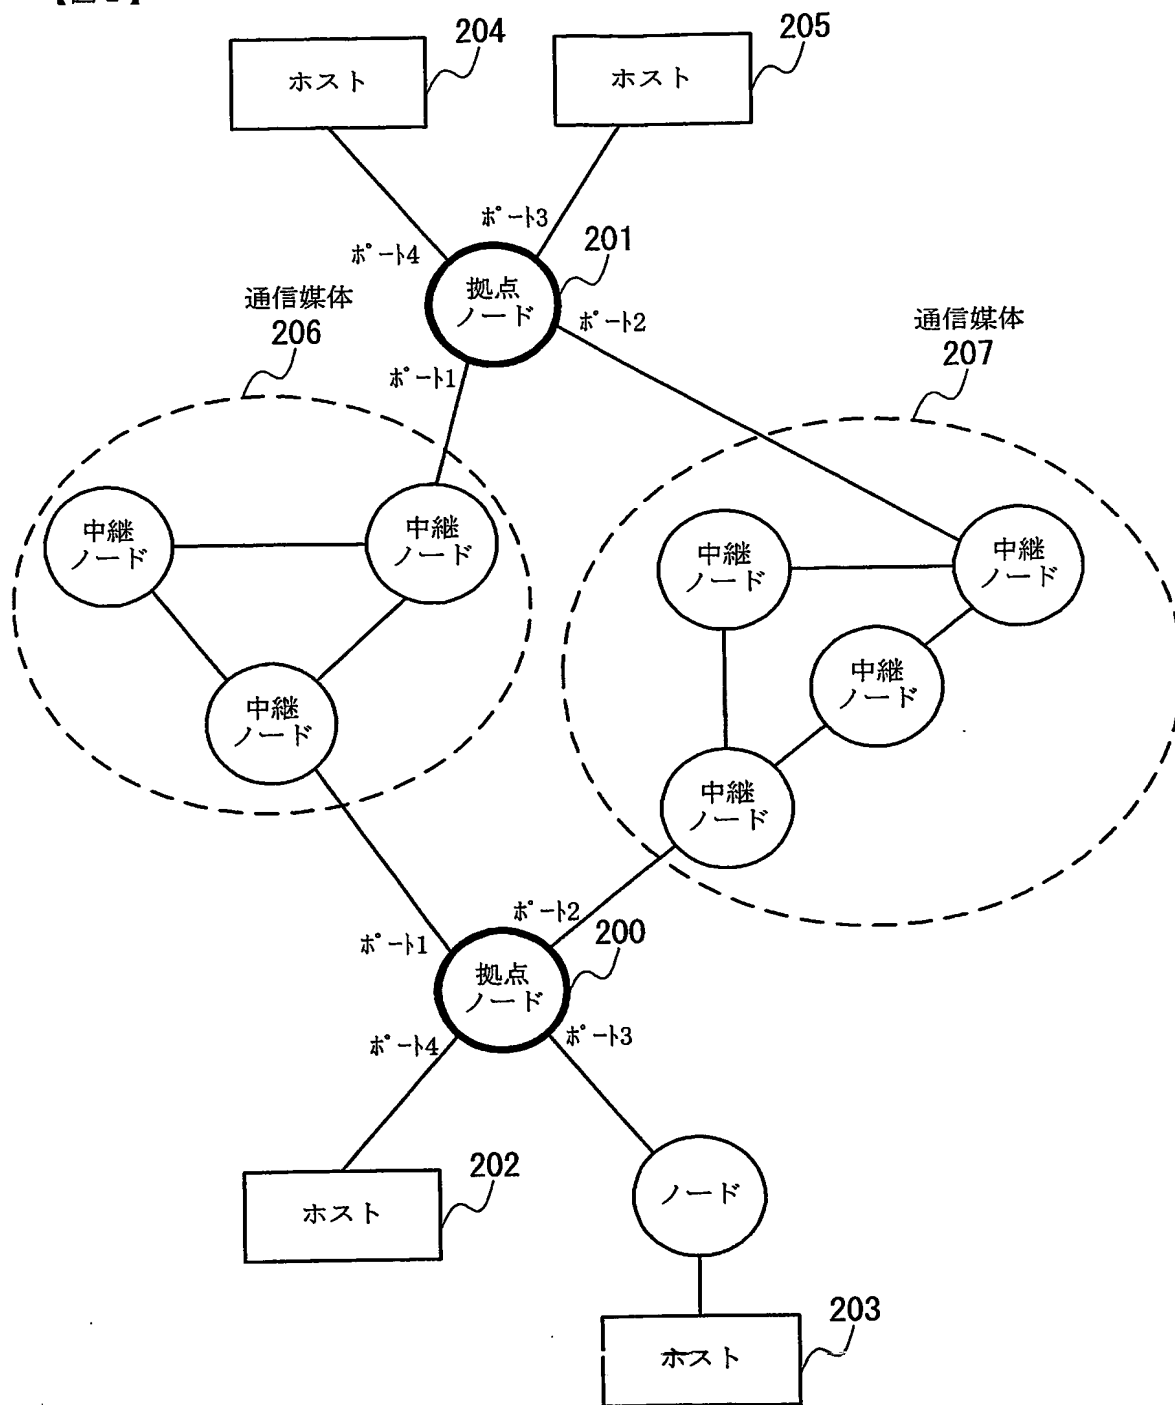 204
205
ホスト
ホスト
ポート3
ポート4
201
拠点
ノード
通信媒体
206
ポート2
通信媒体
207
ポート1
中継
ノード
中継
ノード
中継
ノード
中継
ノード
中継
ノード
中継
ノード
中継
ノード
ポート2
200
ポート1
拠点
ノード
ポート4
ポート3
202
ホスト
ノード
203
ホスト